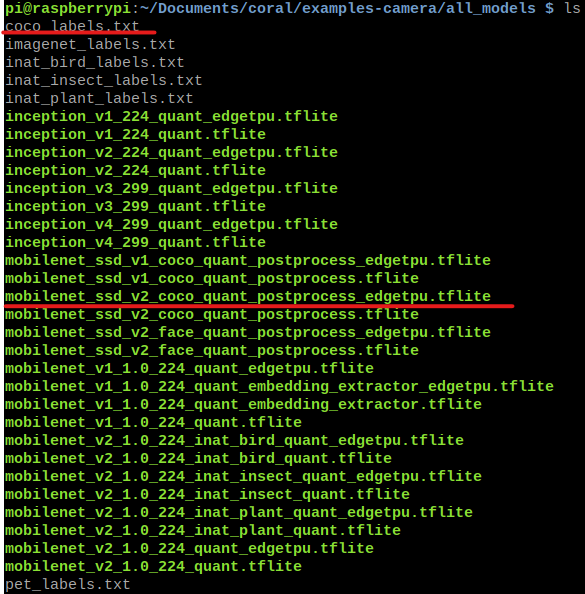 pi@raspberrypi:~/Documents/coral/examples-camera/all_models $ ls
coco_labels.txt
imagenet_labels.txt
inat_bird_labels.txt
inat_insect_labels.txt
inat_plant_labels.txt
inception_v1_224_quant_edgetpu.tflite
inception_v1_224_quant.tflite
inception_v2_224_quant_edgetpu.tflite
inception_v2_224_quant.tflite
inception_v3_299_quant_edgetpu.tflite
inception_v3_299_quant.tflite
inception_v4_299_quant_edgetpu.tflite
inception_v4_299_quant.tflite
mobilenet_ssd_v1_coco_quant_postprocess_edgetpu.tflite
mobilenet_ssd_v1_coco_quant_postprocess.tflite
mobilenet_ssd_v2_coco_quant_postprocess_edgetpu.tflite
mobilenet_ssd_v2_coco_quant_postprocess.tflite
mobilenet_ssd_v2_face_quant_postprocess_edgetpu.tflite
mobilenet_ssd_v2_face_quant_postprocess.tflite
mobilenet_v1_1.0_224_quant_edgetpu.tflite
mobilenet_v1_1.0_224_quant_embedding_extractor_edgetpu.tflite
mobilenet_v1_1.0_224_quant_embedding_extractor.tflite
mobilenet_v1_1.0_224_quant.tflite
mobilenet_v2_1.0_224_inat_bird_quant_edgetpu.tflite
mobilenet_v2_1.0_224_inat_bird_quant.tflite
mobilenet_v2_1.0_224_inat_insect_quant_edgetpu.tflite
mobilenet_v2_1.0_224_inat_insect_quant.tflite
mobilenet_v2_1.0_224_inat_plant_quant_edgetpu.tflite
mobilenet_v2_1.0_224_inat_plant_quant.tflite
mobilenet_v2_1.0_224_quant_edgetpu.tflite
mobilenet_v2_1.0_224_quant.tflite
pet_labels.txt